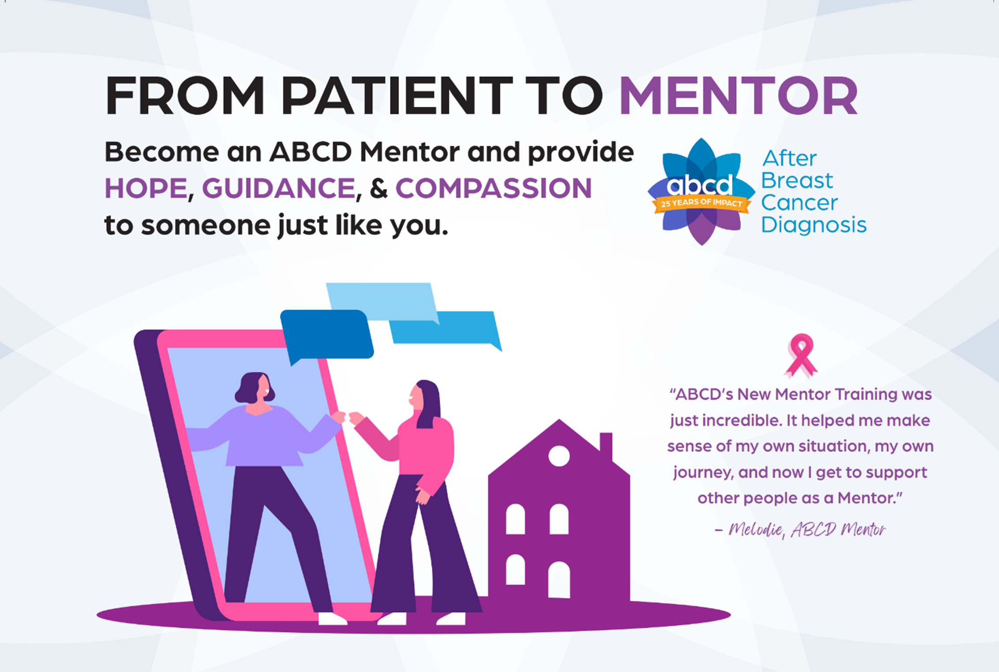 FROM PATIENT TO MENTOR
Become an ABCD Mentor and provide
HOPE, GUIDANCE, & COMPASSION
to someone just like you.
abcd
25 YEARS OF IMPACT
After
Breast
Cancer
Diagnosis
“ABCD’s New Mentor Training was
just incredible. It helped me make
sense of my own situation, my own
journey, and now I get to support
other people as a Mentor.”
– Melodie, ABCD Mentor